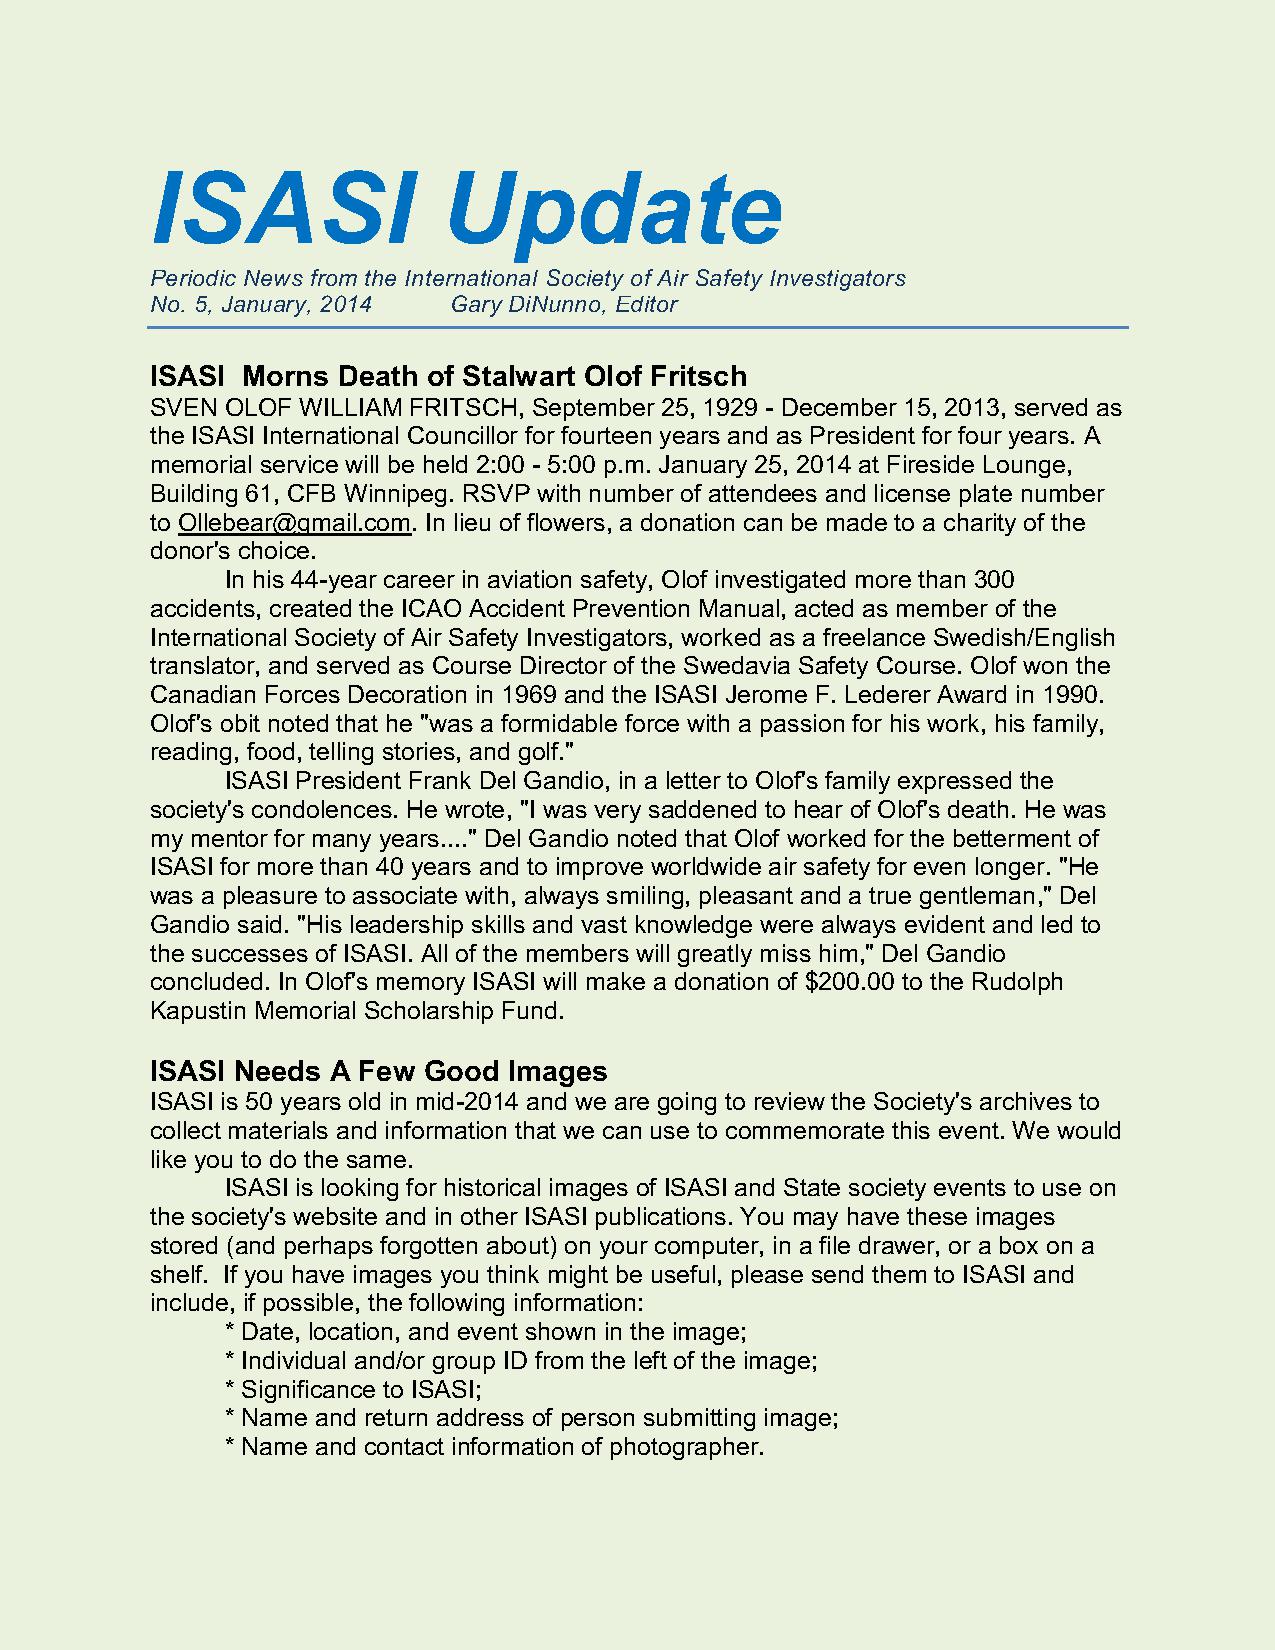 ISASI Update
Periodic News from the International Society of Air Safety Investigators
No. 5, January, 2014 Gary DiNunno, Editor
ISASI Morns Death of Stalwart Olof Fritsch
SVEN OLOF WILLIAM FRITSCH, September 25, 1929 - December 15, 2013, served as
the ISASI International Councillor for fourteen years and as President for four years. A
memorial service will be held 2:00 - 5:00 p.m. January 25, 2014 at Fireside Lounge,
Building 61, CFB Winnipeg. RSVP with number of attendees and license plate number
to Ollebear@gmail.com. In lieu of flowers, a donation can be made to a charity of the
donor's choice.
In his 44-year career in aviation safety, Olof investigated more than 300
accidents, created the ICAO Accident Prevention Manual, acted as member of the
International Society of Air Safety Investigators, worked as a freelance Swedish/English
translator, and served as Course Director of the Swedavia Safety Course. Olof won the
Canadian Forces Decoration in 1969 and the ISASI Jerome F. Lederer Award in 1990.
Olof's obit noted that he "was a formidable force with a passion for his work, his family,
reading, food, telling stories, and golf."
ISASI President Frank Del Gandio, in a letter to Olof's family expressed the
society's condolences. He wrote, "I was very saddened to hear of Olof's death. He was
my mentor for many years...." Del Gandio noted that Olof worked for the betterment of
ISASI for more than 40 years and to improve worldwide air safety for even longer. "He
was a pleasure to associate with, always smiling, pleasant and a true gentleman," Del
Gandio said. "His leadership skills and vast knowledge were always evident and led to
the successes of ISASI. All of the members will greatly miss him," Del Gandio
concluded. In Olof's memory ISASI will make a donation of $200.00 to the Rudolph
Kapustin Memorial Scholarship Fund.
ISASI Needs A Few Good Images
ISASI is 50 years old in mid-2014 and we are going to review the Society's archives to
collect materials and information that we can use to commemorate this event. We would
like you to do the same.
ISASI is looking for historical images of ISASI and State society events to use on
the society's website and in other ISASI publications. You may have these images
stored (and perhaps forgotten about) on your computer, in a file drawer, or a box on a
shelf.  If you have images you think might be useful, please send them to ISASI and
include, if possible, the following information:
* Date, location, and event shown in the image;
* Individual and/or group ID from the left of the image;
* Significance to ISASI;
* Name and return address of person submitting image;
* Name and contact information of photographer.